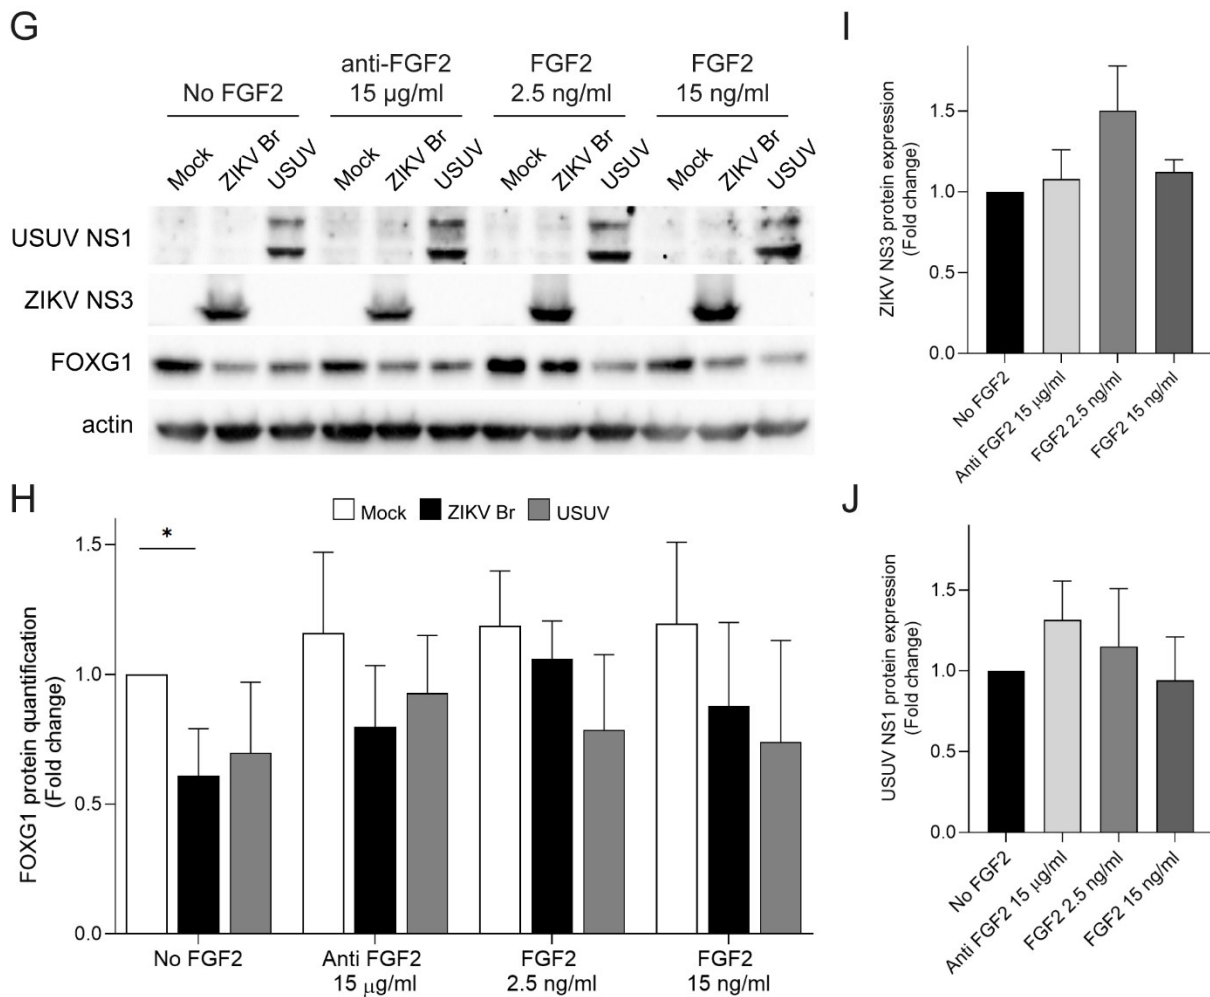 G
No FGF2
anti-FGF2
15 µg/ml
FGF2
2.5 ng/ml
FGF2
15 ng/ml
Mock
ZIKV Br
USUV
Mock
ZIKV Br
USUV
Mock
ZIKV Br
USUV
Mock
ZIKV Br
USUV
USUV NS1
ZIKV NS3
FOXG1
actin
I
ZIKV NS3 protein expression
(Fold change)
1.5
1.0
0.5
0.0
No FGF2
Anti FGF2 15 µg/ml
FGF2 2.5 ng/ml
FGF2 15 ng/ml
H
Mock
ZIKV Br
USUV
*
FOXG1 protein quantification
(Fold change)
1.5
1.0
0.5
0.0
No FGF2
Anti FGF2
15 µg/ml
FGF2
2.5 ng/ml
FGF2
15 ng/ml
J
USUV NS1 protein expression
(Fold change)
1.5
1.0
0.5
0.0
No FGF2
Anti FGF2 15 µg/ml
FGF2 2.5 ng/ml
FGF2 15 ng/ml